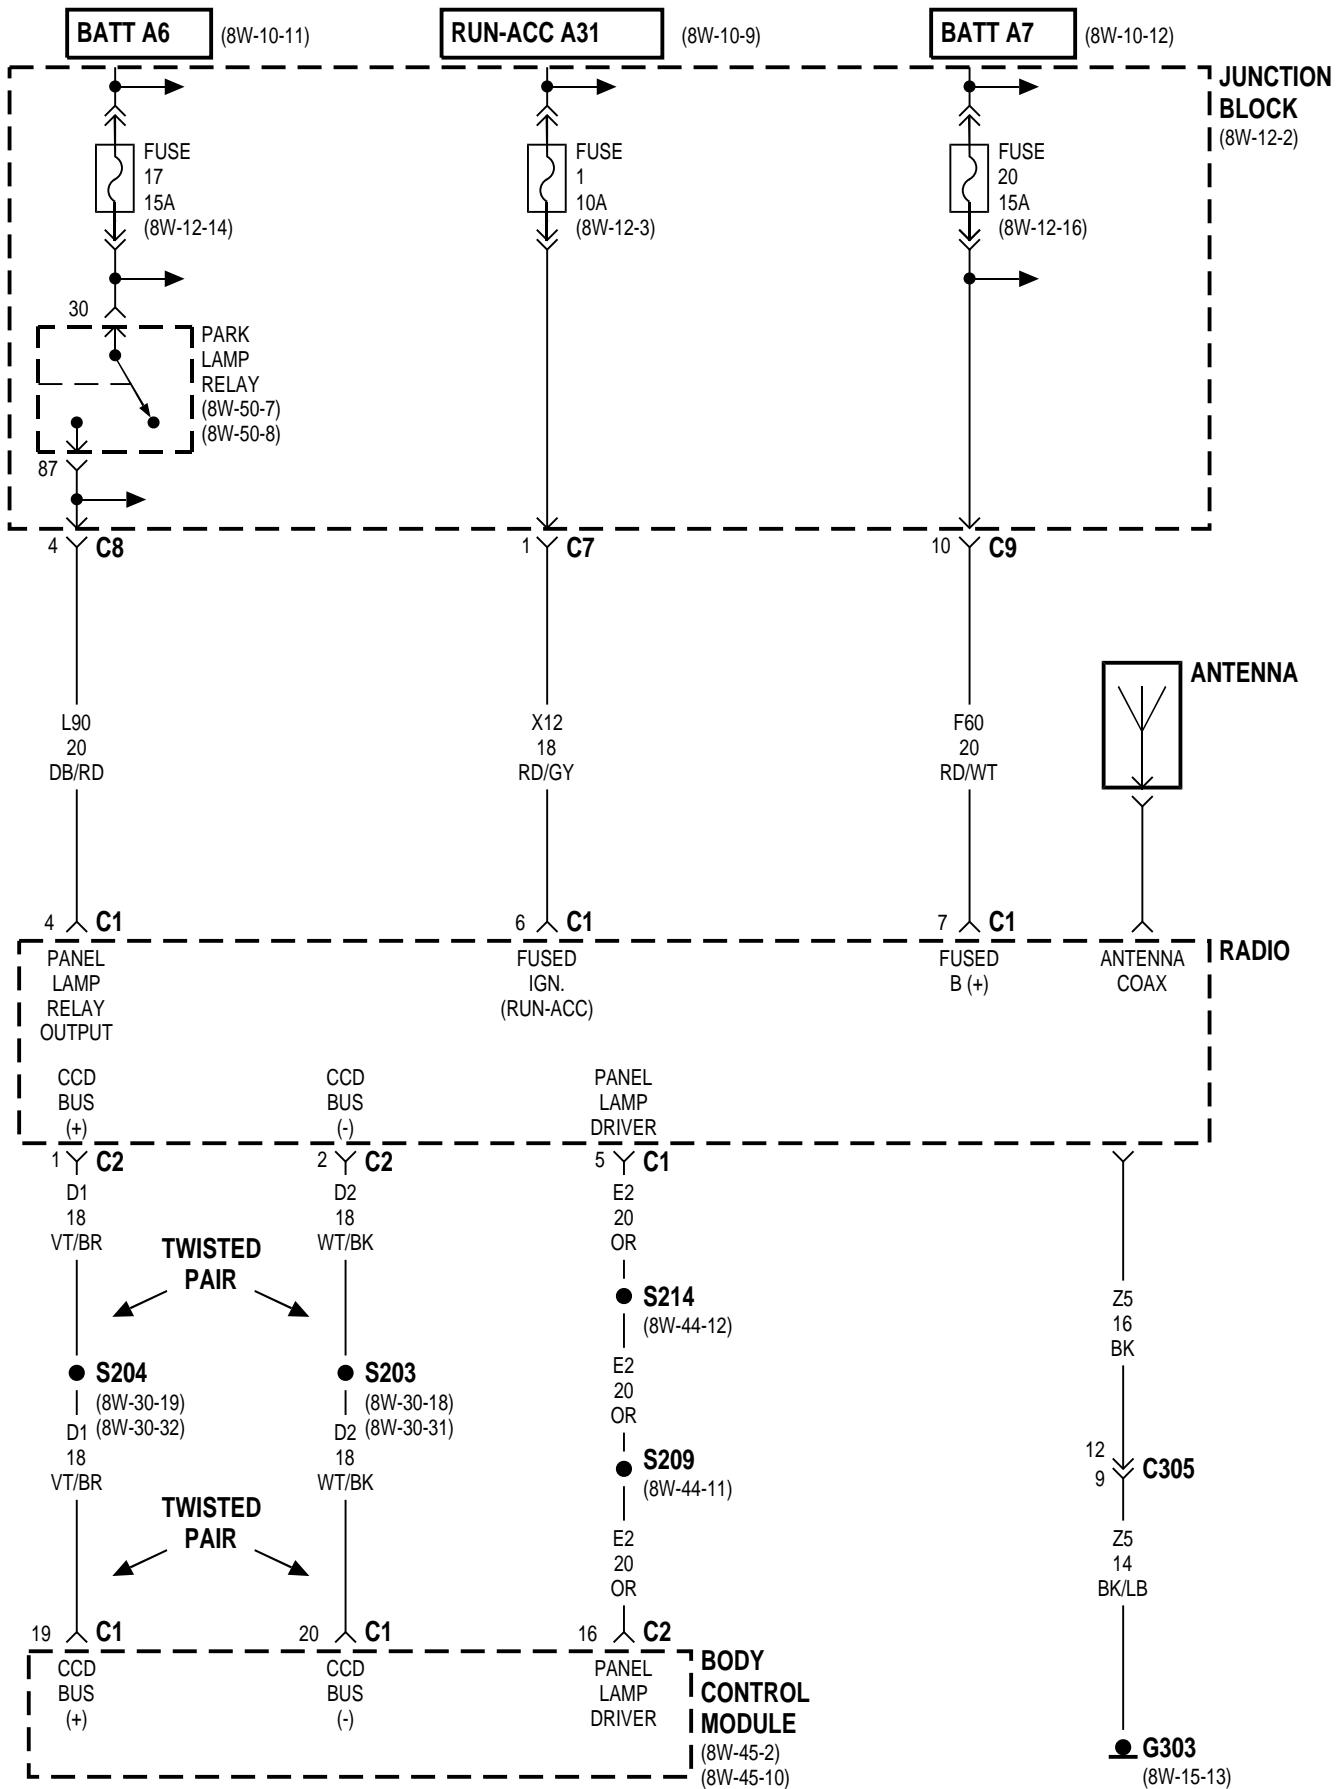 BATT A6
(8W-10-11)
RUN-ACC A31
(8W-10-9)
BATT A7
(8W-10-12)
JUNCTION
BLOCK
(8W-12-2)
FUSE
17
15A
(8W-12-14)
FUSE
1
10A
(8W-12-3)
FUSE
20
15A
(8W-12-16)
30
PARK
LAMP
RELAY
(8W-50-7)
(8W-50-8)
87
4 C8
1 C7
10 C9
ANTENNA
L90
20
DB/RD
X12
18
RD/GY
F60
20
RD/WT
4 C1
6 C1
7 C1
RADIO
PANEL
LAMP
RELAY
OUTPUT
FUSED
IGN.
(RUN-ACC)
FUSED
B (+)
ANTENNA
COAX
CCD
BUS
(+)
CCD
BUS
(-)
PANEL
LAMP
DRIVER
1 C2
2 C2
5 C1
D1
18
VT/BR
D2
18
WT/BK
E2
20
OR
TWISTED
PAIR
S214
(8W-44-12)
Z5
16
BK
S204
(8W-30-19)
(8W-30-32)
S203
(8W-30-18)
(8W-30-31)
E2
20
OR
D1
18
VT/BR
D2
18
WT/BK
S209
(8W-44-11)
12
9
C305
TWISTED
PAIR
E2
20
OR
Z5
14
BK/LB
19 C1
20 C1
16 C2
CCD
BUS
(+)
CCD
BUS
(-)
PANEL
LAMP
DRIVER
BODY
CONTROL
MODULE
(8W-45-2)
(8W-45-10)
G303
(8W-15-13)